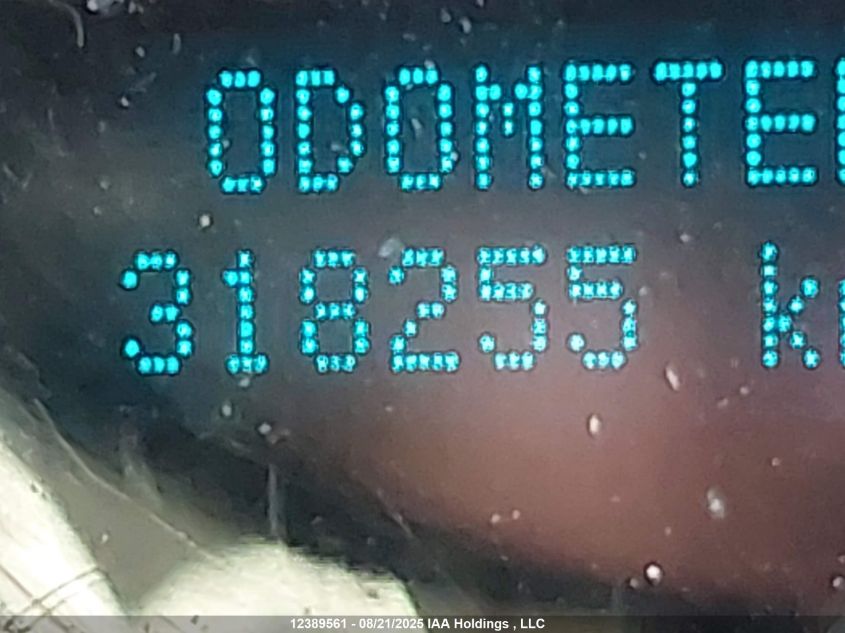 ODOMETE
318255 k
12389561 - 08/21/2025 IAA Holdings , LLC